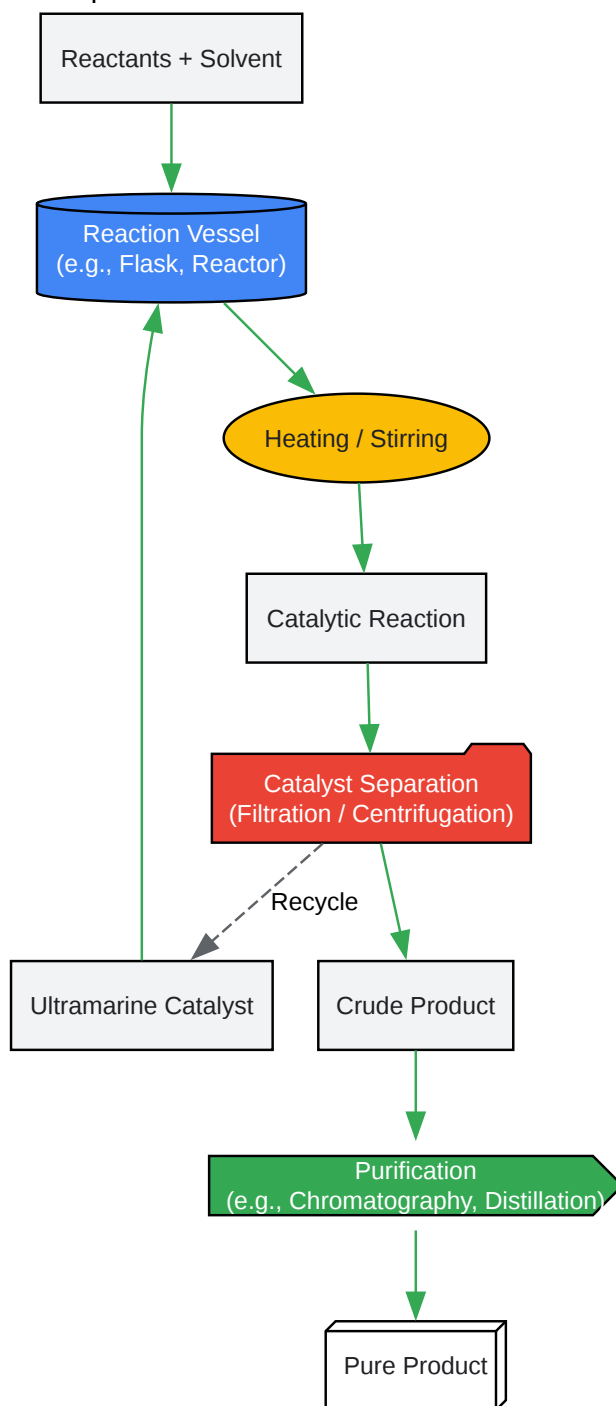 Reactants + Solvent
Reaction Vessel
(e.g., Flask, Reactor)
Heating / Stirring
Catalytic Reaction
Catalyst Separation
(Filtration / Centrifugation)
Recycle
Ultramarine Catalyst
Crude Product
Purification
(e.g., Chromatography, Distillation)
Pure Product